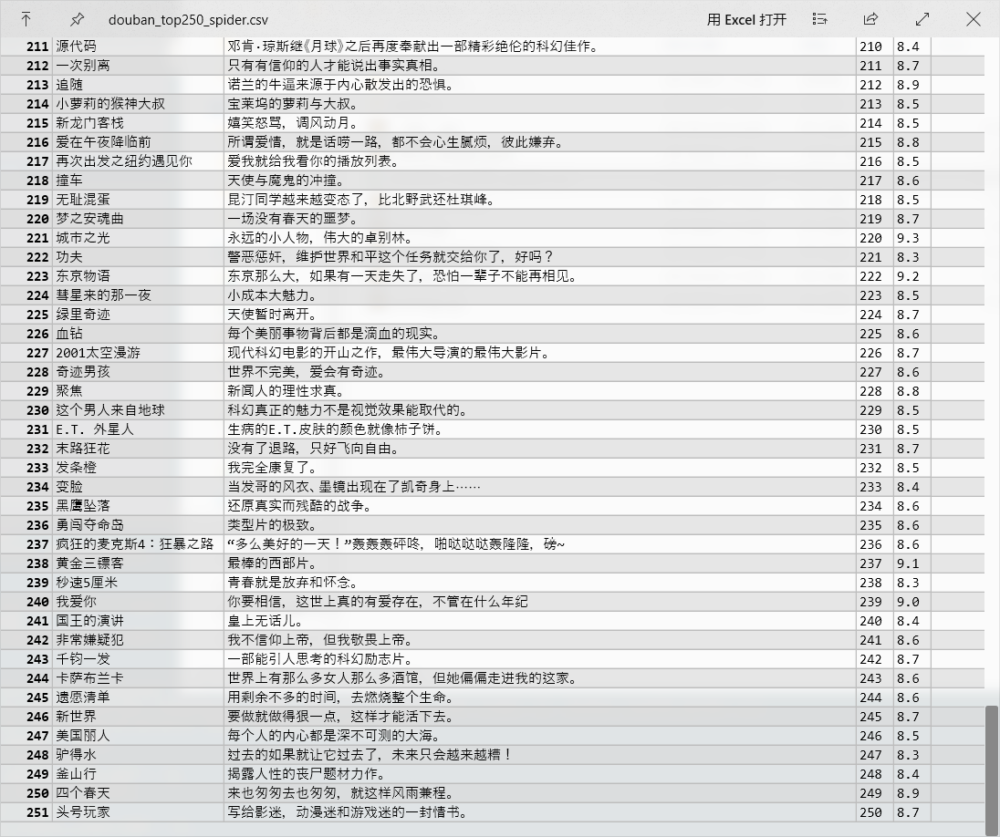 douban_top250_spider.csv 用 Excel 打开
211 源代码 邓肯·琼斯继《月球》之后再度奉献出一部精彩绝伦的科幻佳作。 210 8.4
212 一次别离 只有有信仰的人才能说出事实真相。 211 8.7
213 追随 诺兰的牛逼来源于内心散发出的恐惧。 212 8.9
214 小萝莉的猴神大叔 宝莱坞的萝莉与大叔。 213 8.5
215 新龙门客栈 嬉笑怒骂，调风动月。 214 8.5
216 爱在午夜降临前 所谓爱情，就是话唠一路，都不会心生腻烦，彼此嫌弃。 215 8.8
217 再次出发之纽约遇见你 爱我就给我看你的播放列表。 216 8.5
218 撞车 天使与魔鬼的冲撞。 217 8.6
219 无耻混蛋 昆汀同学越来越变态了，比北野武还杜琪峰。 218 8.5
220 梦之安魂曲 一场没有春天的噩梦。 219 8.7
221 城市之光 永远的小人物，伟大的卓别林。 220 9.3
222 功夫 警恶惩奸，维护世界和平这个任务就交给你了，好吗？ 221 8.3
223 东京物语 东京那么大，如果有一天走失了，恐怕一辈子不能再相见。 222 9.2
224 彗星来的那一夜 小成本大魅力。 223 8.5
225 绿里奇迹 天使暂时离开。 224 8.7
226 血钻 每个美丽事物背后都是滴血的现实。 225 8.6
227 2001太空漫游 现代科幻电影的开山之作，最伟大导演的最伟大影片。 226 8.7
228 奇迹男孩 世界不完美，爱会有奇迹。 227 8.6
229 聚焦 新闻人的理性求真。 228 8.8
230 这个男人来自地球 科幻真正的魅力不是视觉效果能取代的。 229 8.5
231 E.T. 外星人 生病的E.T.皮肤的颜色就像柿子饼。 230 8.5
232 末路狂花 没有了退路，只好飞向自由。 231 8.7
233 发条橙 我完全康复了。 232 8.5
234 变脸 当发哥的风衣、墨镜出现在了凯奇身上⋯⋯ 233 8.4
235 黑鹰坠落 还原真实而残酷的战争。 234 8.6
236 勇闯夺命岛 类型片的极致。 235 8.6
237 疯狂的麦克斯4：狂暴之路 “多么美好的一天！”轰轰轰砰咚，啪哒哒哒轰隆隆，磅~ 236 8.6
238 黄金三镖客 最棒的西部片。 237 9.1
239 秒速5厘米 青春就是放弃和怀念。 238 8.3
240 我爱你 你要相信，这世上真的有爱存在，不管在什么年纪 239 9.0
241 国王的演讲 皇上无话儿。 240 8.4
242 非常嫌疑犯 我不信仰上帝，但我敬畏上帝。 241 8.6
243 千钧一发 一部能引人思考的科幻励志片。 242 8.7
244 卡萨布兰卡 世界上有那么多女人那么多酒馆，但她偏偏走进我的这家。 243 8.6
245 遗愿清单 用剩余不多的时间，去燃烧整个生命。 244 8.6
246 新世界 要做就做得狠一点，这样才能活下去。 245 8.7
247 美国丽人 每个人的内心都是深不可测的大海。 246 8.5
248 驴得水 过去的如果就让它过去了，未来只会越来越糟！ 247 8.3
249 釜山行 揭露人性的丧尸题材力作。 248 8.4
250 四个春天 来也匆匆去也匆匆，就这样风雨兼程。 249 8.9
251 头号玩家 写给影迷，动漫迷和游戏迷的一封情书。 250 8.7